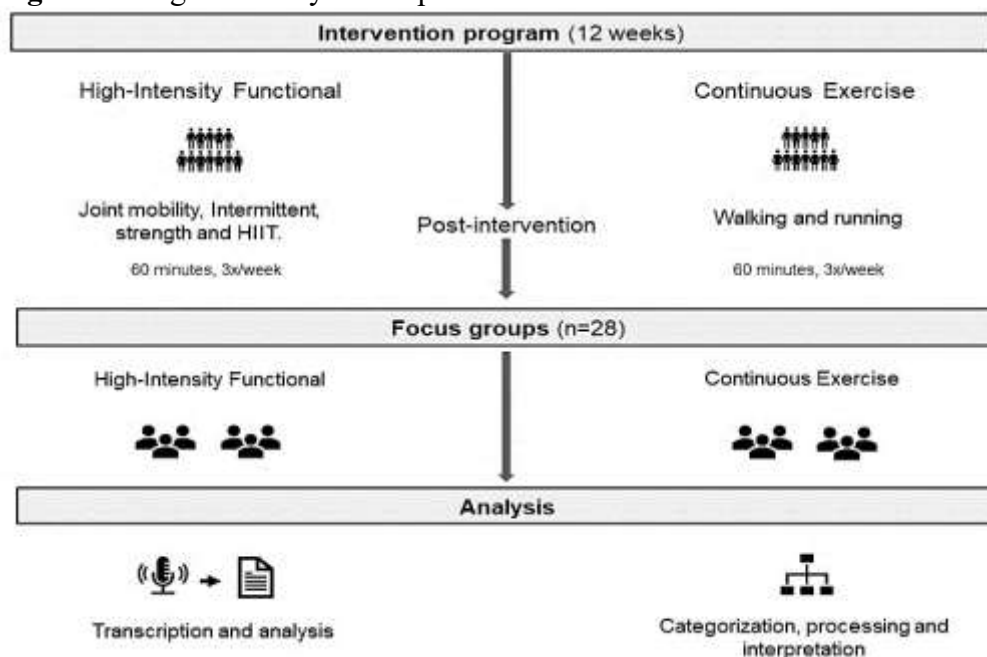 Intervention program (12 weeks)
High-Intensity Functional
Continuous Exercise
Joint mobility, Intermittent,
strength and HIIT.
Post-intervention
Walking and running
60 minutes, 3x/week
60 minutes, 3x/week
Focus groups (n=28)
High-Intensity Functional
Continuous Exercise
Analysis
Transcription and analysis
Categorization, processing and
interpretation